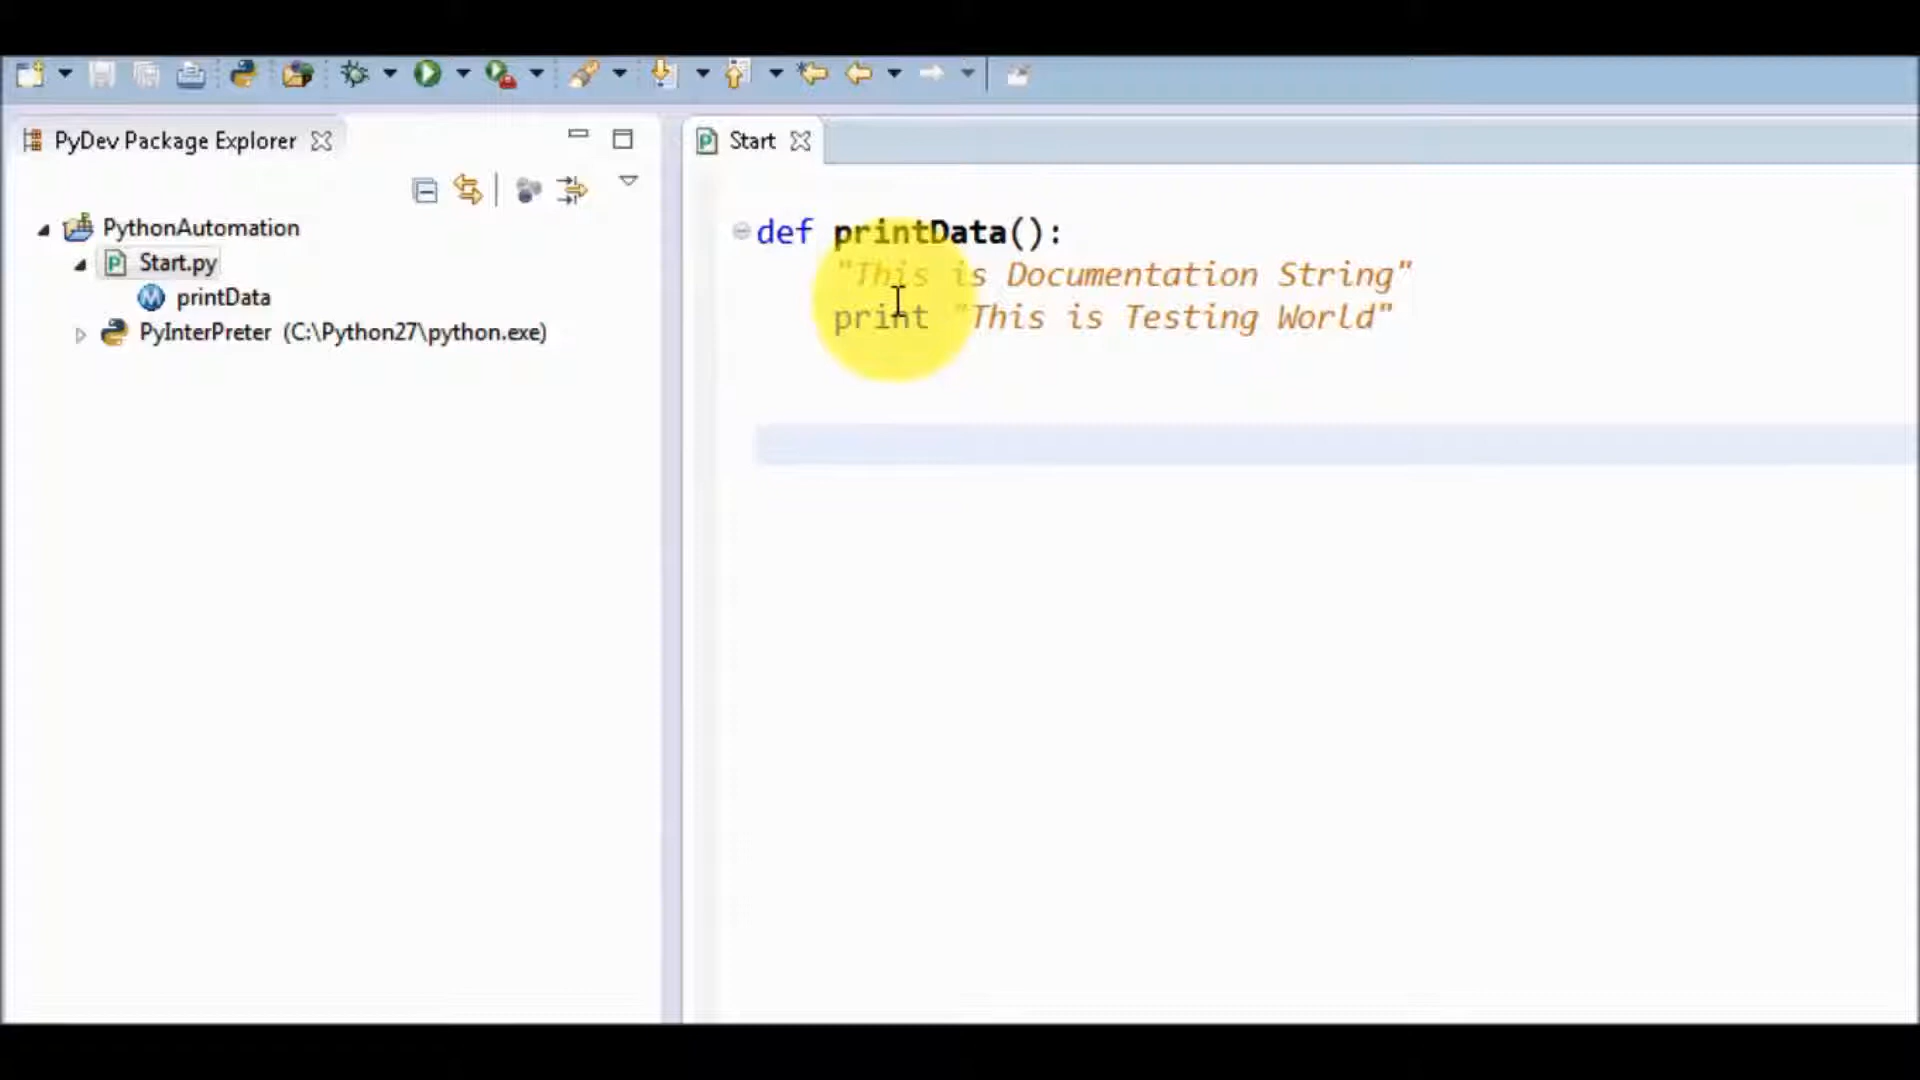 PyDev Package Explorer
Start
PythonAutomation
Start.py
printData
PyInterPreter (C:\Python27\python.exe)
def printData():
"This is Documentation String"
print "This is Testing World"